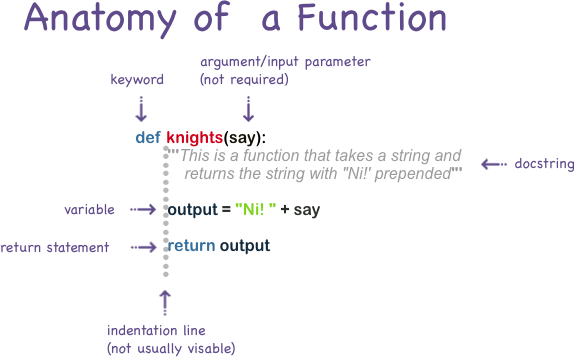 Anatomy of a Function
argument/input parameter
keyword
(not required)
def knights(say):
'''This is a function that takes a string and
docstring
returns the string with "Ni!' prepended'''
variable
output = "Ni! " + say
return statement
return output
indentation line
(not usually visable)